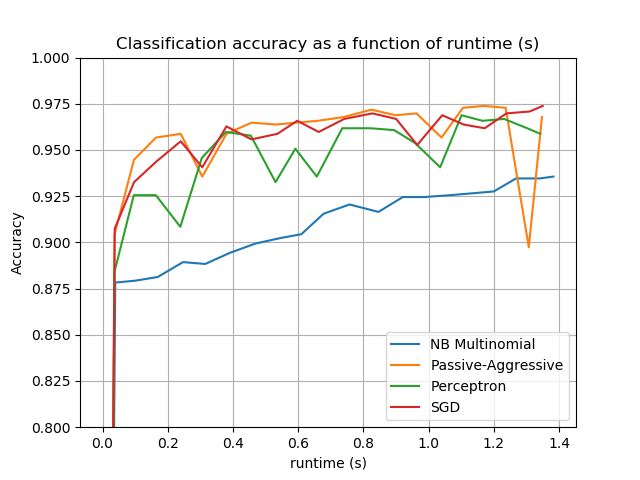 Classification accuracy as a function of runtime (s)
1.000
0.975
0.950
0.925
0.900
0.875
0.850
0.825
0.800
Accuracy
0.0 0.2 0.4 0.6 0.8 1.0 1.2 1.4
runtime (s)
NB Multinomial
Passive-Aggressive
Perceptron
SGD